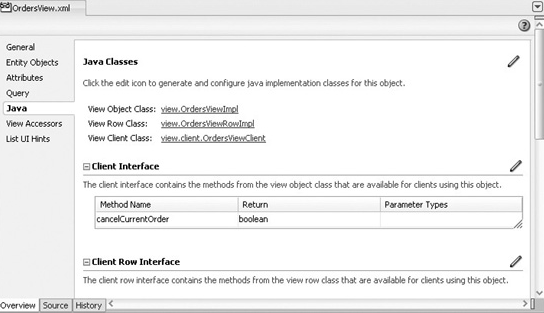 OrdersView.xml
General
Entity Objects
Attributes
Query
Java
View Accessors
List UI Hints
Java Classes
Click the edit icon to generate and configure java implementation classes for this object.
View Object Class: view.OrdersViewImpl
View Row Class: view.OrdersViewRowImpl
View Client Class: view.client.OrdersViewClient
Client Interface
The client interface contains the methods from the view object class that are available for clients using this object.
Method Name Return Parameter Types
cancelCurrentOrder boolean
Client Row Interface
The client row interface contains the methods from the view row class that are available for clients using this object.
Overview Source History